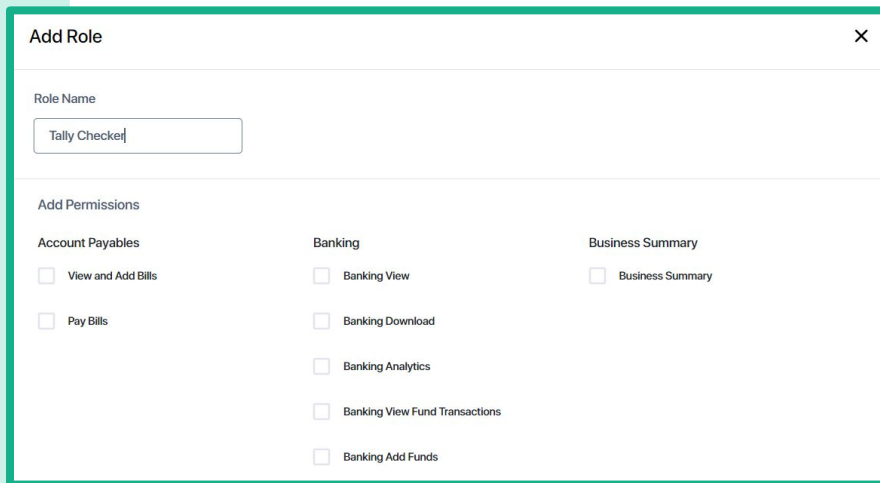 Add Role
Role Name
Tally Checker
Add Permissions
Account Payables
View and Add Bills
Pay Bills
Banking
Banking View
Banking Download
Banking Analytics
Banking View Fund Transactions
Banking Add Funds
Business Summary
Business Summary